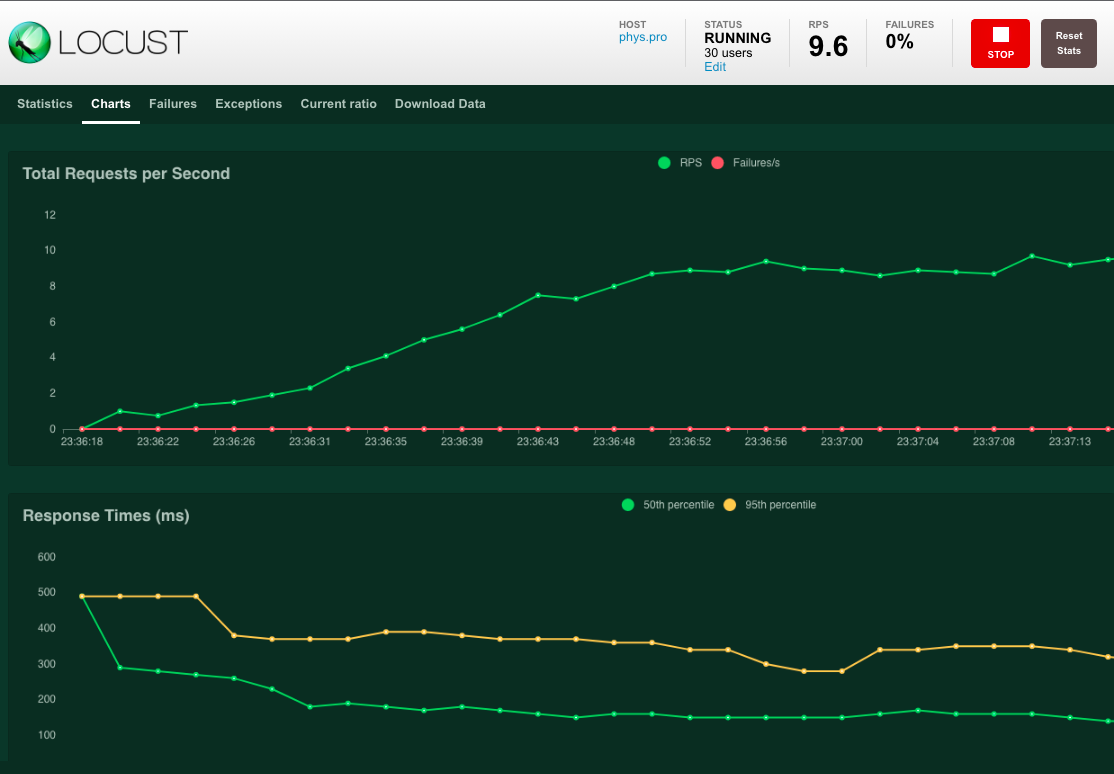 LOCUST
HOST
phys.pro
STATUS
RUNNING
30 users
Edit
RPS
9.6
FAILURES
0%
STOP
Reset
Stats
Statistics Charts Failures Exceptions Current ratio Download Data
Total Requests per Second
RPS Failures/s
12
10
8
6
4
2
0
23:36:18 23:36:22 23:36:26 23:36:31 23:36:35 23:36:39 23:36:43 23:36:48 23:36:52 23:36:56 23:37:00 23:37:04 23:37:08 23:37:13
Response Times (ms)
50th percentile 95th percentile
600
500
400
300
200
100